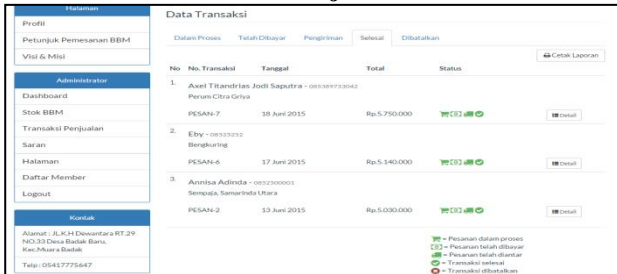 Halaman
Profil
Petunjuk Pemesanan BBM
Visi & Misi
Administrator
Dashboard
Stok BBM
Transaksi Penjualan
Saran
Halaman
Daftar Member
Logout
Kontak
Alamat : JL.K.H Dewantara RT.29
NO.33 Desa Badak Baru,
Kec.Muara Badak
Telp : 05417775647
Data Transaksi
Dalam Proses Telah Dibayar Pengiriman Selesai Dibatalkan
Cetak Laporan
No No. Transaksi Tanggal Total Status
1. Axel Titandrias Jodi Saputra - 085389733042
Perum Citra Griya
PESAN-7 18 Juni 2015 Rp.5.750.000 Detail
2. Eby - 08525252
Bengkuring
PESAN-6 17 Juni 2015 Rp.5.140.000 Detail
3. Annisa Adinda - 0852300001
Sempaja, Samarinda Utara
PESAN-2 13 Juni 2015 Rp.5.030.000 Detail
= Pesanan dalam proses
= Pesanan telah dibayar
= Pesanan telah diantar
= Transaksi selesai
= Transaksi dibatalkan